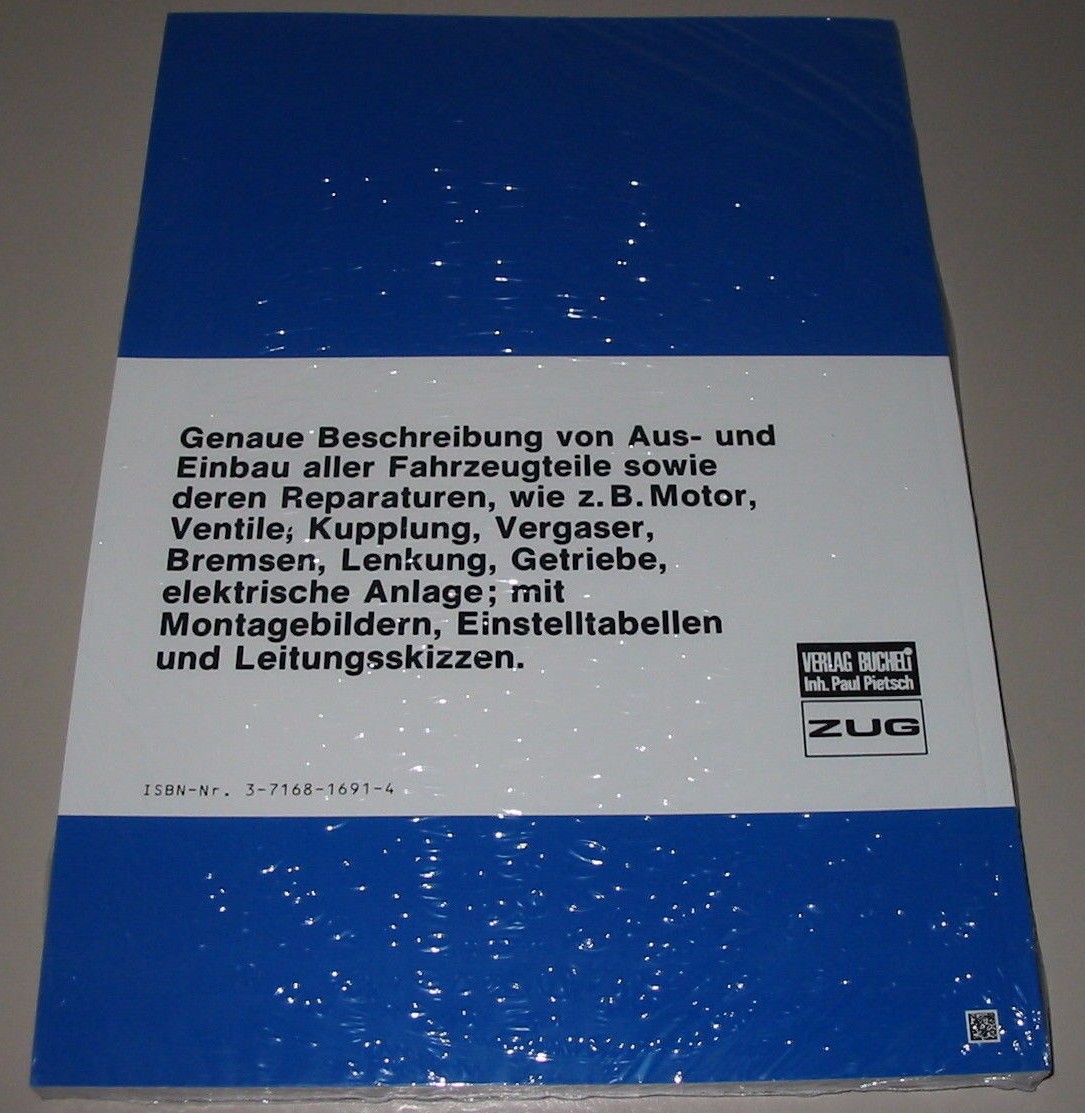 Genaue Beschreibung von Aus- und
Einbau aller Fahrzeugteile sowie
deren Reparaturen, wie z.B. Motor,
Ventile, Kupplung, Vergaser,
Bremsen, Lenkung, Getriebe,
elektrische Anlage; mit
Montagebildern, Einstelltabellen
und Leitungsskizzen.
VERLAG BUCHELI
Inh. Paul Pietsch
ZUG
ISBN-Nr. 3-7168-1691-4